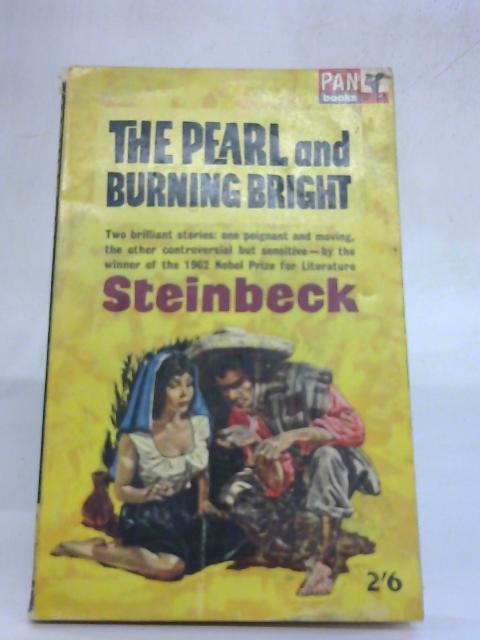 PAN
books
THE PEARL and
BURNING BRIGHT
Two brilliant stories: one poignant and moving,
the other controversial but sensitive—by the
winner of the 1962 Nobel Prize for Literature
Steinbeck
2'6